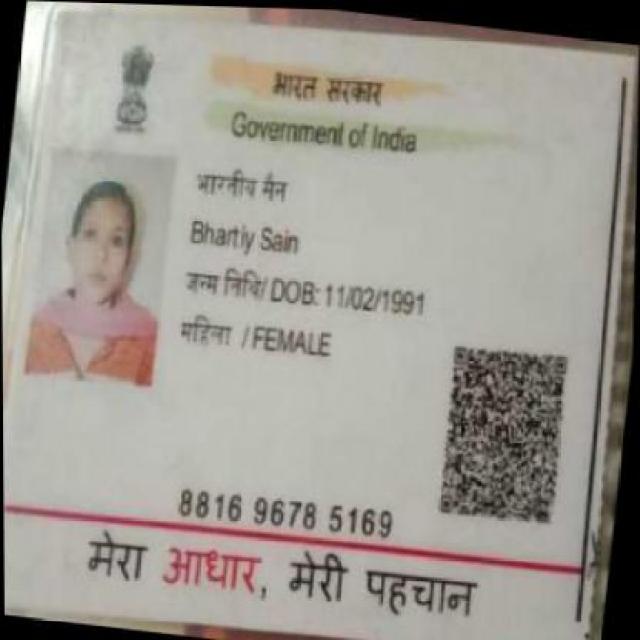 भारत सरकार
Government of India
भारतीय सैन
Bhartiy Sain
जन्म तिथि/ DOB: 11/02/1991
महिला / FEMALE
8816 9678 5169
मेरा आधार, मेरी पहचान